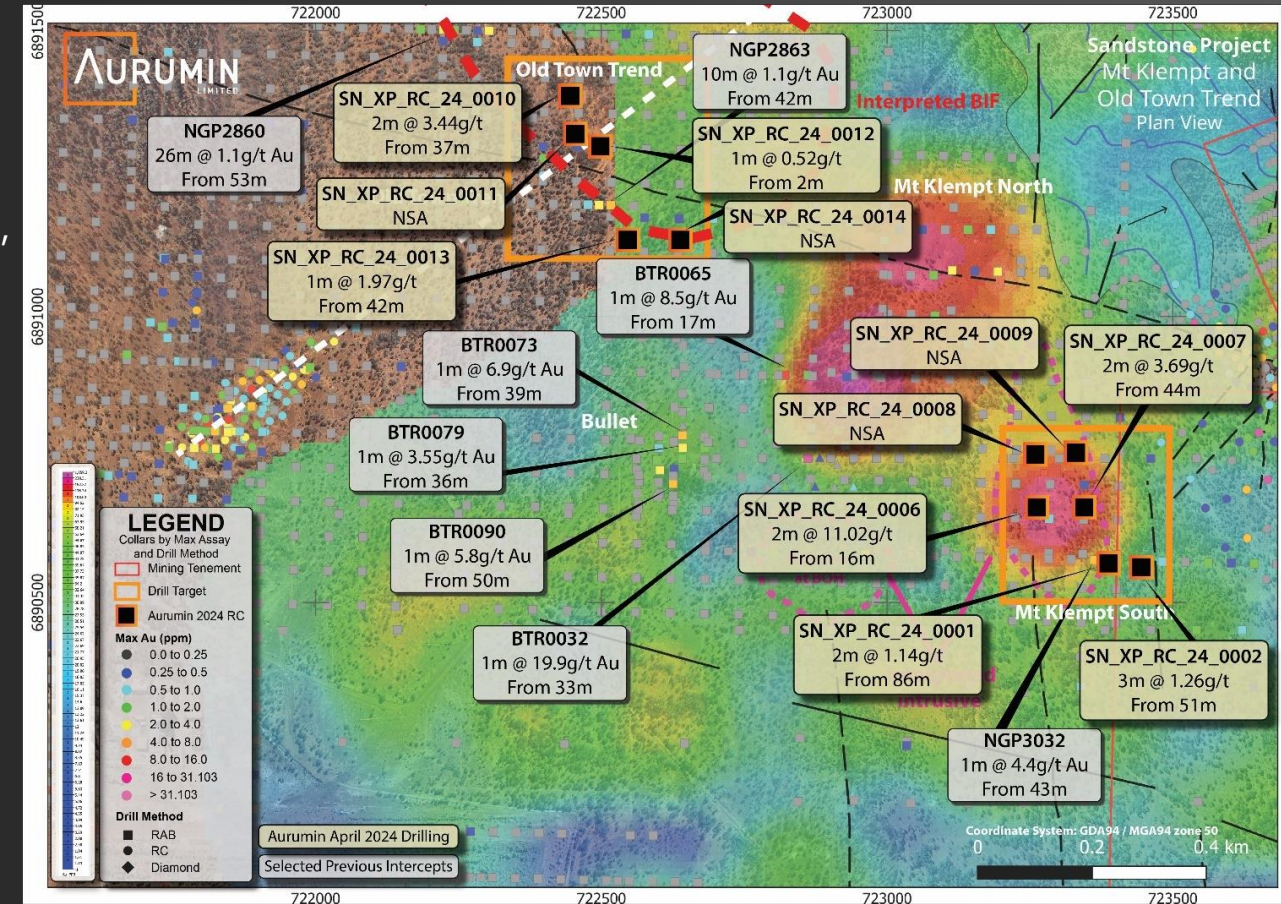 722000
722500
723000
723500
6891500
6891000
6890500
AURUMIN
LIMITED
Sandstone Project
Mt Klempt and
Old Town Trend
Plan View
Old Town Trend
Interpreted BIF
Mt Klempt North
Bullet
Mt Klempt South
NGP2860
26m @ 1.1g/t Au
From 53m
SN_XP_RC_24_0010
2m @ 3.44g/t
From 37m
SN_XP_RC_24_0011
NSA
SN_XP_RC_24_0013
1m @ 1.97g/t
From 42m
NGP2863
10m @ 1.1g/t Au
From 42m
SN_XP_RC_24_0012
1m @ 0.52g/t
From 2m
SN_XP_RC_24_0014
NSA
BTR0065
1m @ 8.5g/t Au
From 17m
BTR0073
1m @ 6.9g/t Au
From 39m
BTR0079
1m @ 3.55g/t Au
From 36m
BTR0090
1m @ 5.8g/t Au
From 50m
BTR0032
1m @ 19.9g/t Au
From 33m
SN_XP_RC_24_0009
NSA
SN_XP_RC_24_0007
2m @ 3.69g/t
From 44m
SN_XP_RC_24_0008
NSA
SN_XP_RC_24_0006
2m @ 11.02g/t
From 16m
SN_XP_RC_24_0001
2m @ 1.14g/t
From 86m
SN_XP_RC_24_0002
3m @ 1.26g/t
From 51m
NGP3032
1m @ 4.4g/t Au
From 43m
intrusive
LEGEND
Collars by Max Assay
and Drill Method
Mining Tenement
Drill Target
Aurumin 2024 RC
Max Au (ppm)
0.0 to 0.25
0.25 to 0.5
0.5 to 1.0
1.0 to 2.0
2.0 to 4.0
4.0 to 8.0
8.0 to 16.0
16 to 31.103
> 31.103
Drill Method
RAB
RC
Diamond
Aurumin April 2024 Drilling
Selected Previous Intercepts
Coordinate System: GDA94 / MGA94 zone 50
0 0.2 0.4 km
722000
722500
723000
723500